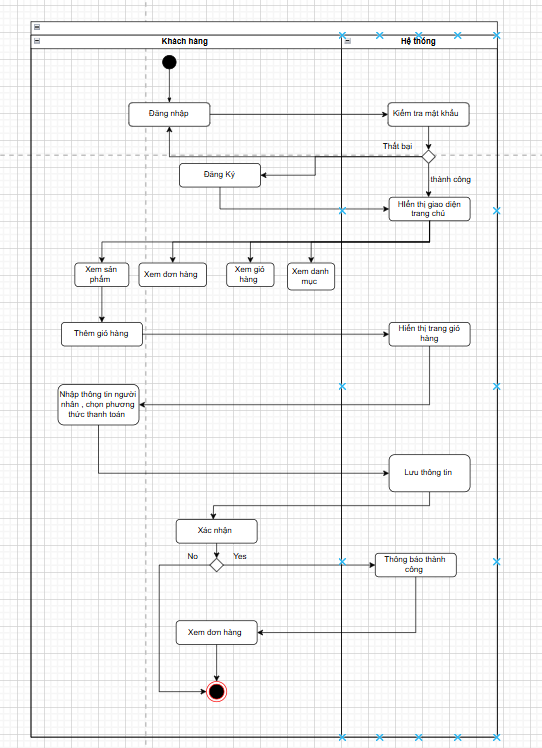 Khách hàng
Hệ thống
Đăng nhập
Kiểm tra mật khẩu
Thất bại
Đăng Ký
thành công
Hiển thị giao diện
trang chủ
Xem sản
phẩm
Xem đơn hàng
Xem giỏ
hàng
Xem danh
mục
Thêm giỏ hàng
Hiển thị trang giỏ
hàng
Nhập thông tin người
nhân , chọn phương
thức thanh toán
Lưu thông tin
Xác nhận
No
Yes
Thông báo thành
công
Xem đơn hàng